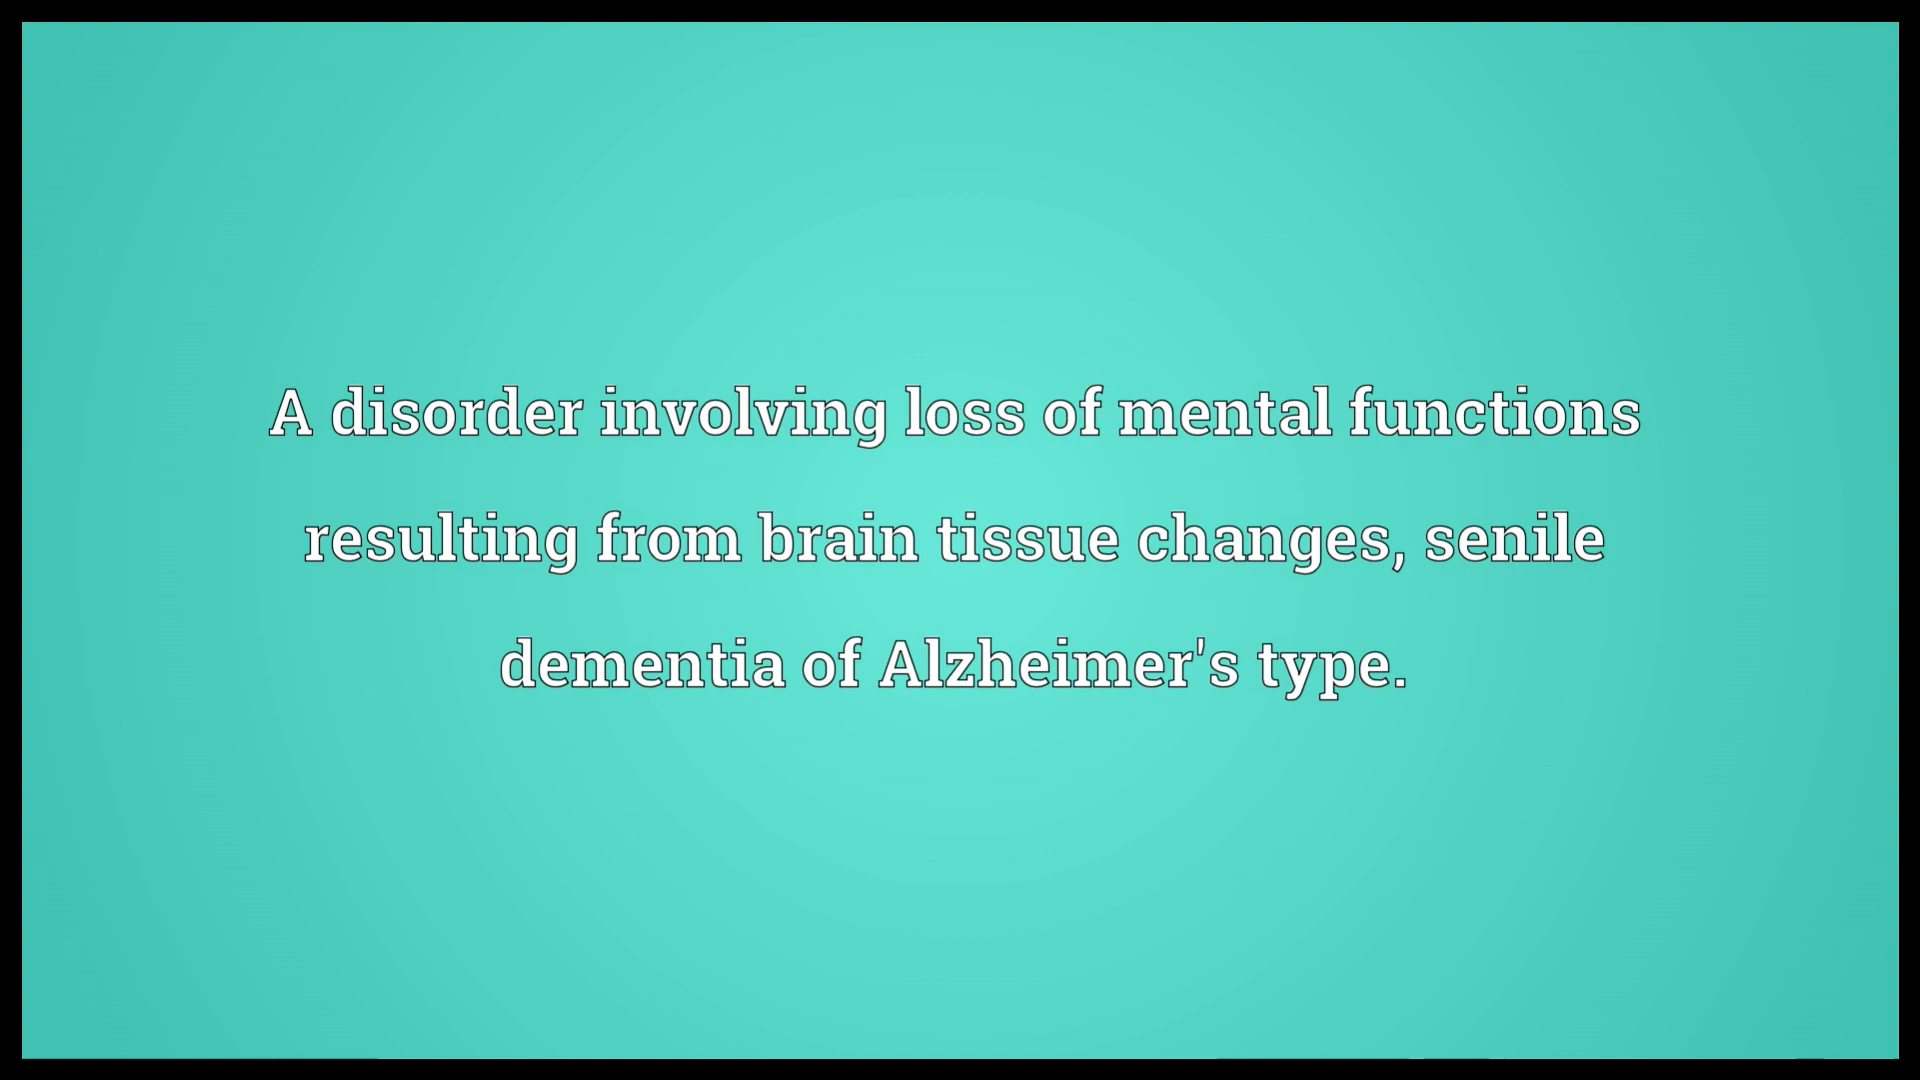 A disorder involving loss of mental functions
resulting from brain tissue changes, senile
dementia of Alzheimer's type.